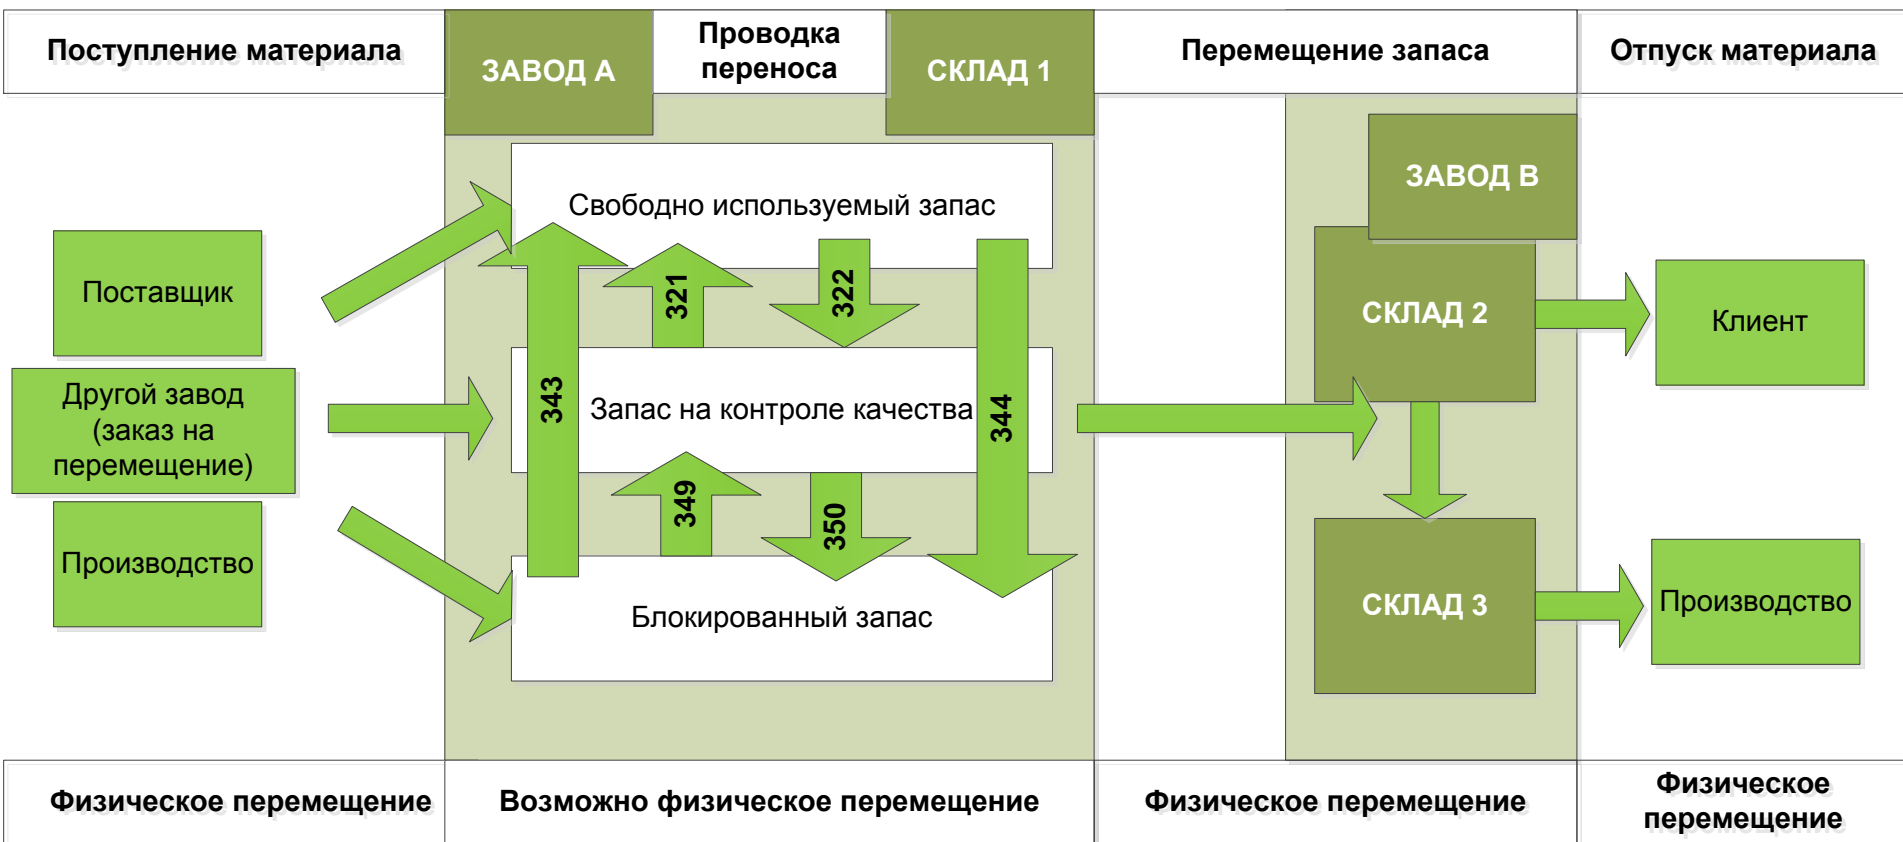 Поступление материала
ЗАВОД А
Проводка
переноса
СКЛАД 1
Перемещение запаса
Отпуск материала
Поставщик
Другой завод
(заказ на
перемещение)
Производство
Свободно используемый запас
321
322
343
Запас на контроле качества
344
349
350
Блокированный запас
ЗАВОД В
СКЛАД 2
СКЛАД 3
Клиент
Производство
Физическое перемещение
Возможно физическое перемещение
Физическое перемещение
Физическое
перемещение